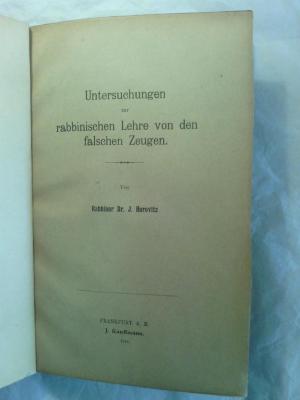 Untersuchungen
zur
rabbinischen Lehre von den
falschen Zeugen.
Von
Rabbiner Dr. J. Horovitz
FRANKFURT A. M.
J. Kauffmann.